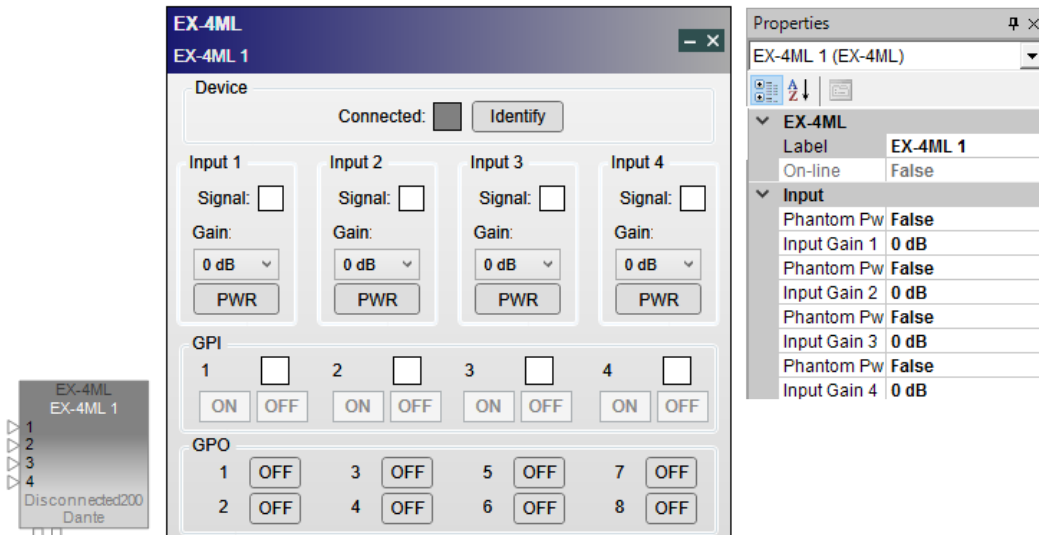 EX-4ML
EX-4ML 1
1
2
3
4
Disconnected200
Dante
EX-4ML
EX-4ML 1
Device
Connected: Identify
Input 1 Input 2 Input 3 Input 4
Signal: Signal: Signal: Signal:
Gain: Gain: Gain: Gain:
0 dB 0 dB 0 dB 0 dB
PWR PWR PWR PWR
GPI
1 2 3 4
ON OFF ON OFF ON OFF ON OFF
GPO
1 OFF 3 OFF 5 OFF 7 OFF
2 OFF 4 OFF 6 OFF 8 OFF
Properties
EX-4ML 1 (EX-4ML)
EX-4ML
Label EX-4ML 1
On-line False
Input
Phantom Pw False
Input Gain 1 0 dB
Phantom Pw False
Input Gain 2 0 dB
Phantom Pw False
Input Gain 3 0 dB
Phantom Pw False
Input Gain 4 0 dB